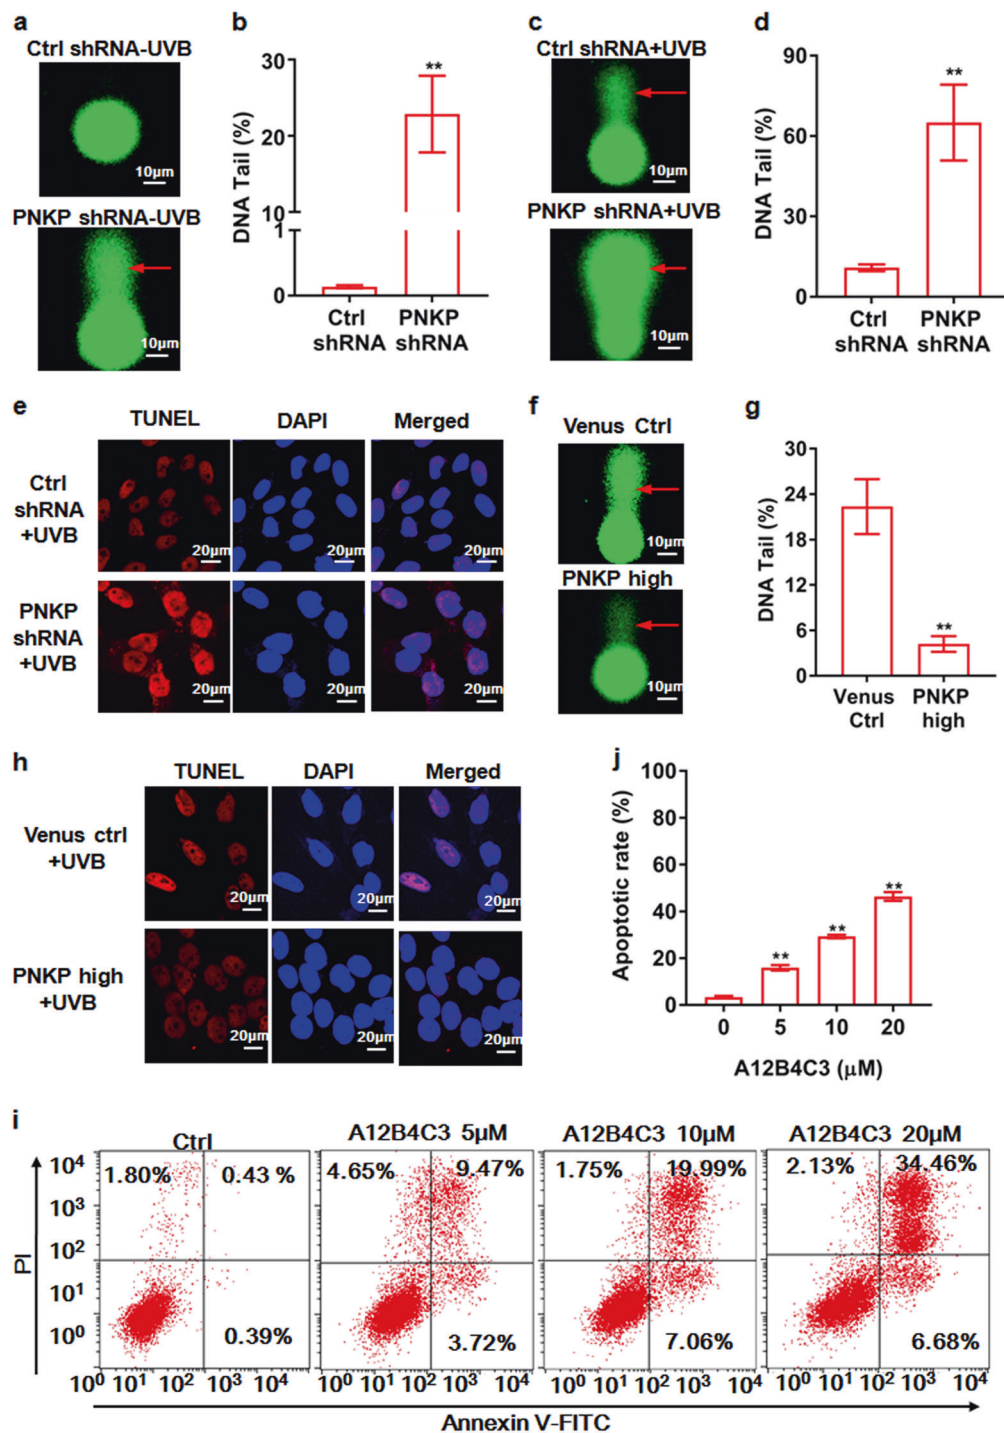 a
Ctrl shRNA-UVB
10μm
PNKP shRNA-UVB
10μm
b
DNA Tail (%)
30
20
10
1
0
**
Ctrl
shRNA
PNKP
shRNA
c
Ctrl shRNA+UVB
10μm
PNKP shRNA+UVB
10μm
d
DNA Tail (%)
90
60
30
0
**
Ctrl
shRNA
PNKP
shRNA
e
TUNEL DAPI Merged
Ctrl
shRNA
+UVB
20μm 20μm 20μm
PNKP
shRNA
+UVB
20μm 20μm 20μm
f
Venus Ctrl
10μm
PNKP high
10μm
g
DNA Tail (%)
30
24
18
12
6
0
**
Venus
Ctrl
PNKP
high
h
TUNEL DAPI Merged
Venus ctrl
+UVB
20μm 20μm 20μm
PNKP high
+UVB
20μm 20μm 20μm
j
Apoptotic rate (%)
100
80
60
40
20
0
** ** **
0 5 10 20
A12B4C3 (μM)
i
Ctrl A12B4C3 5μM A12B4C3 10μM A12B4C3 20μM
PI
10⁴
10³
10²
10¹
10⁰
1.80% 0.43 %
0.39%
4.65% 9.47%
3.72%
1.75% 19.99%
7.06%
2.13% 34.46%
6.68%
10⁰ 10¹ 10² 10³ 10⁴ 10⁰ 10¹ 10² 10³ 10⁴ 10⁰ 10¹ 10² 10³ 10⁴ 10⁰ 10¹ 10² 10³ 10⁴
Annexin V-FITC